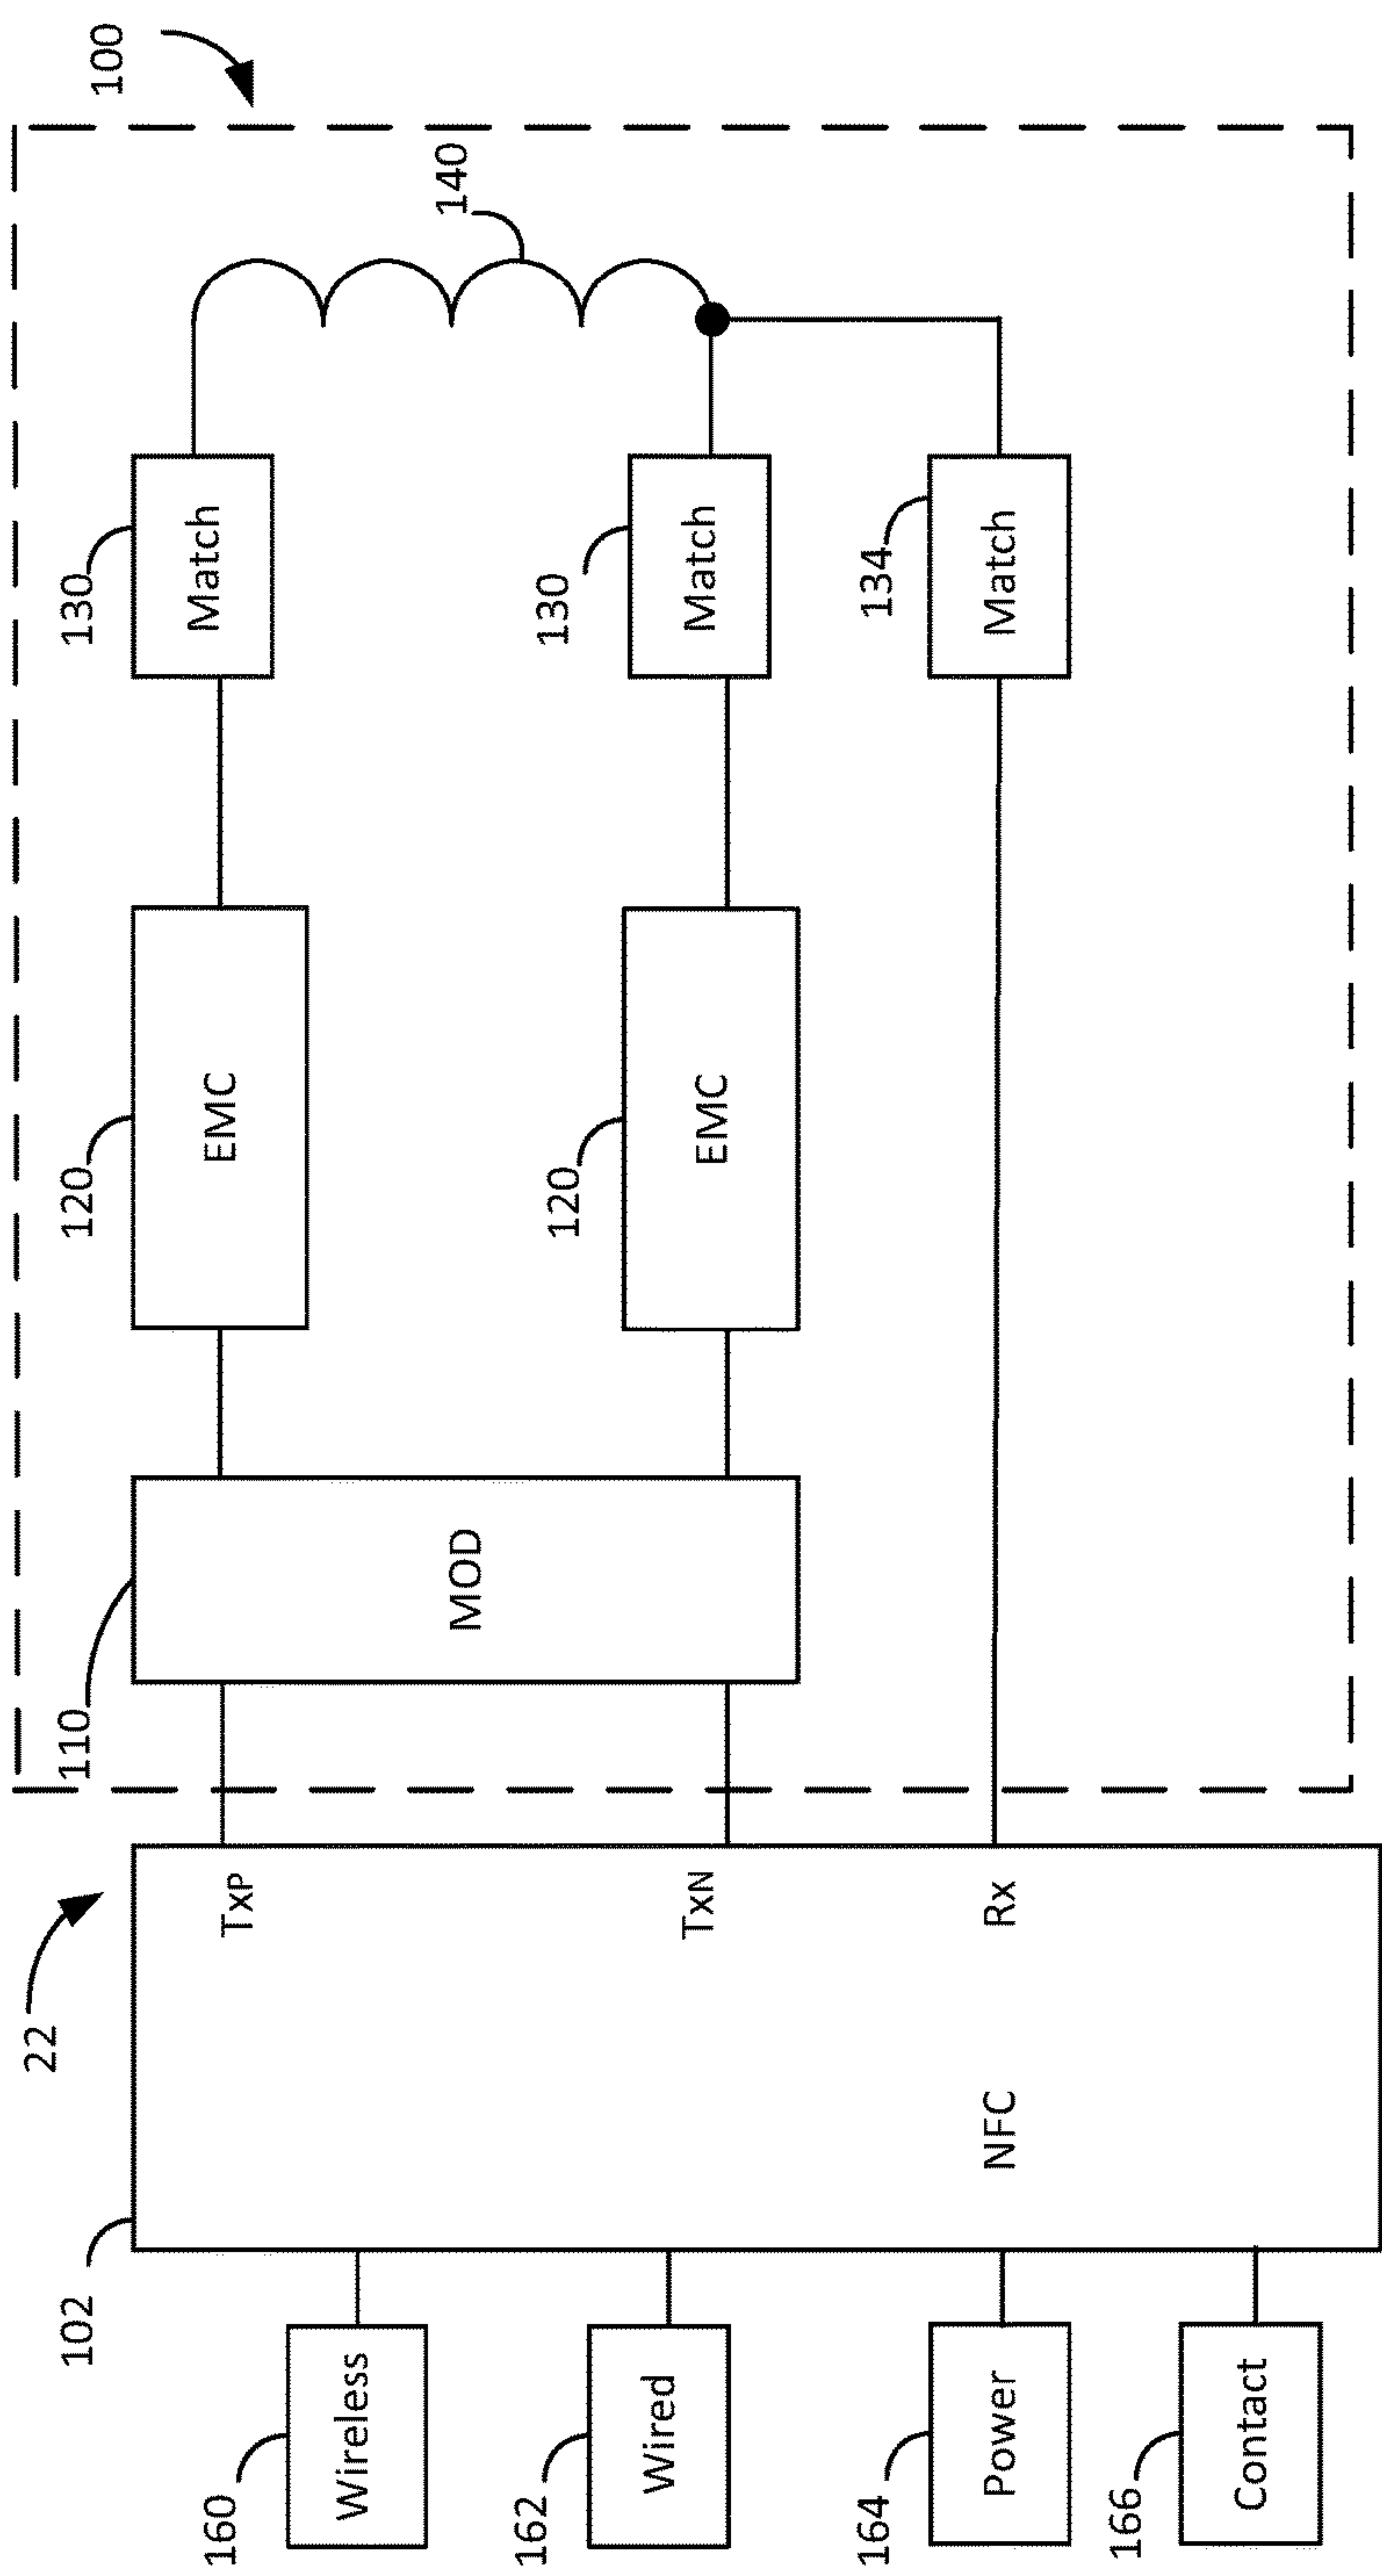 100
22
102
110
120
130
140
TxP
MOD
EMC
Match
160
Wireless
120
130
162
Wired
TxN
EMC
Match
164
Power
NFC
Rx
134
Match
166
Contact